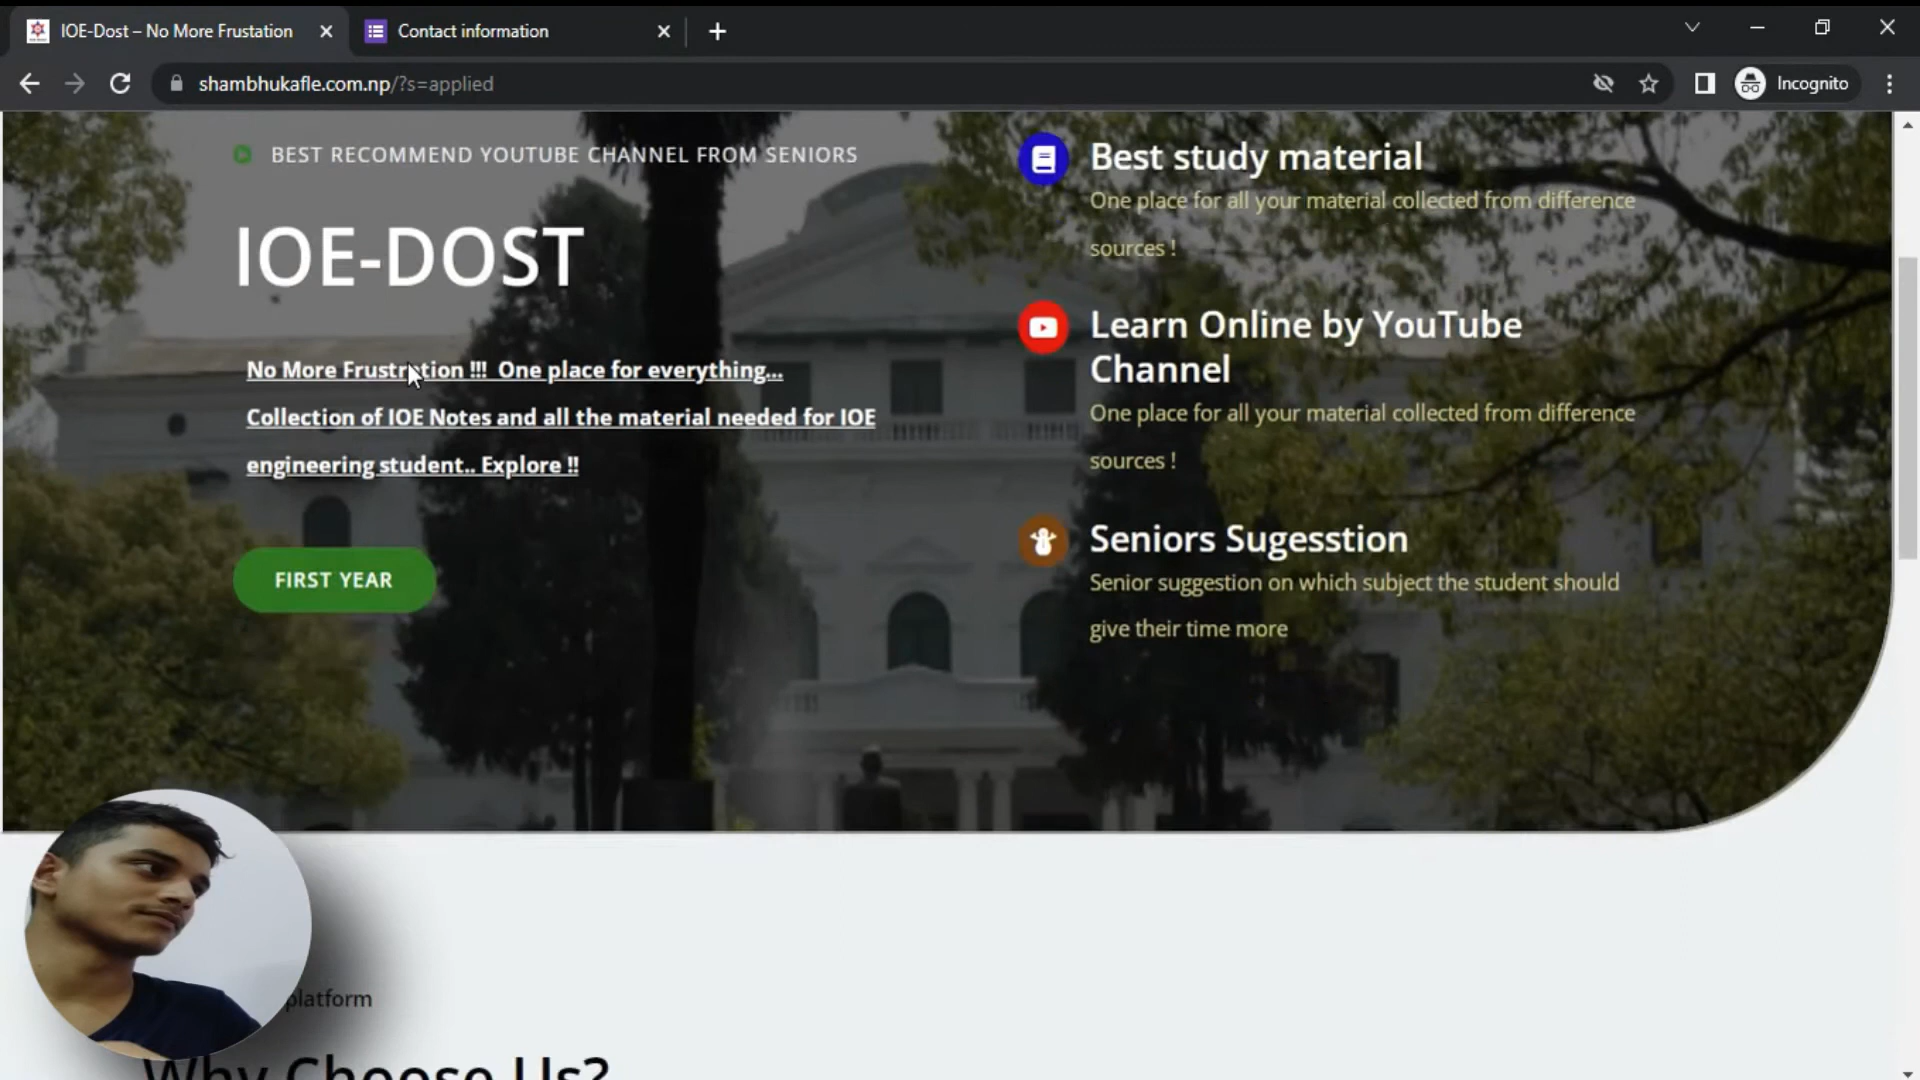 IOE-Dost – No More Frustation
Contact information
shambhukafle.com.np/?s=applied
Incognito
BEST RECOMMEND YOUTUBE CHANNEL FROM SENIORS
IOE-DOST
No More Frustration !!! One place for everything...
Collection of IOE Notes and all the material needed for IOE
engineering student.. Explore !!
FIRST YEAR
Best study material
One place for all your material collected from difference
sources !
Learn Online by YouTube
Channel
One place for all your material collected from difference
sources !
Seniors Sugesstion
Senior suggestion on which subject the student should
give their time more
platform
Why Choose Us?